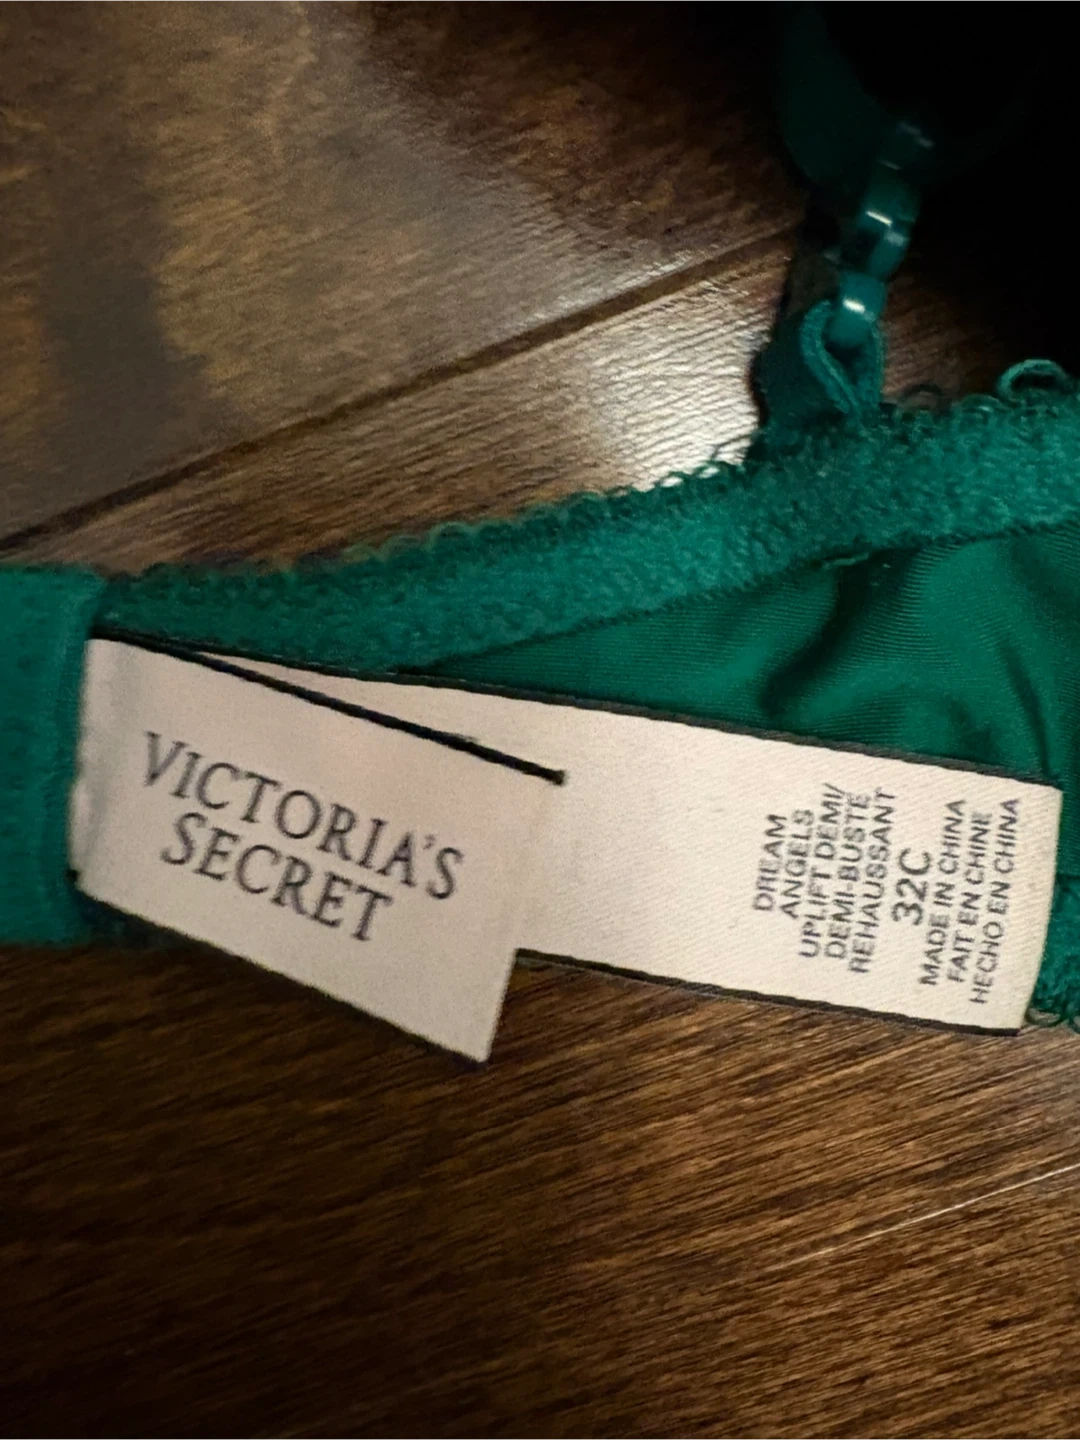 VICTORIA'S
SECRET
DREAM
ANGELS
UPLIFT DEMI/
DEMI-BUSTE
REHAUSSANT
32C
MADE IN CHINA
FAIT EN CHINE
HECHO EN CHINA